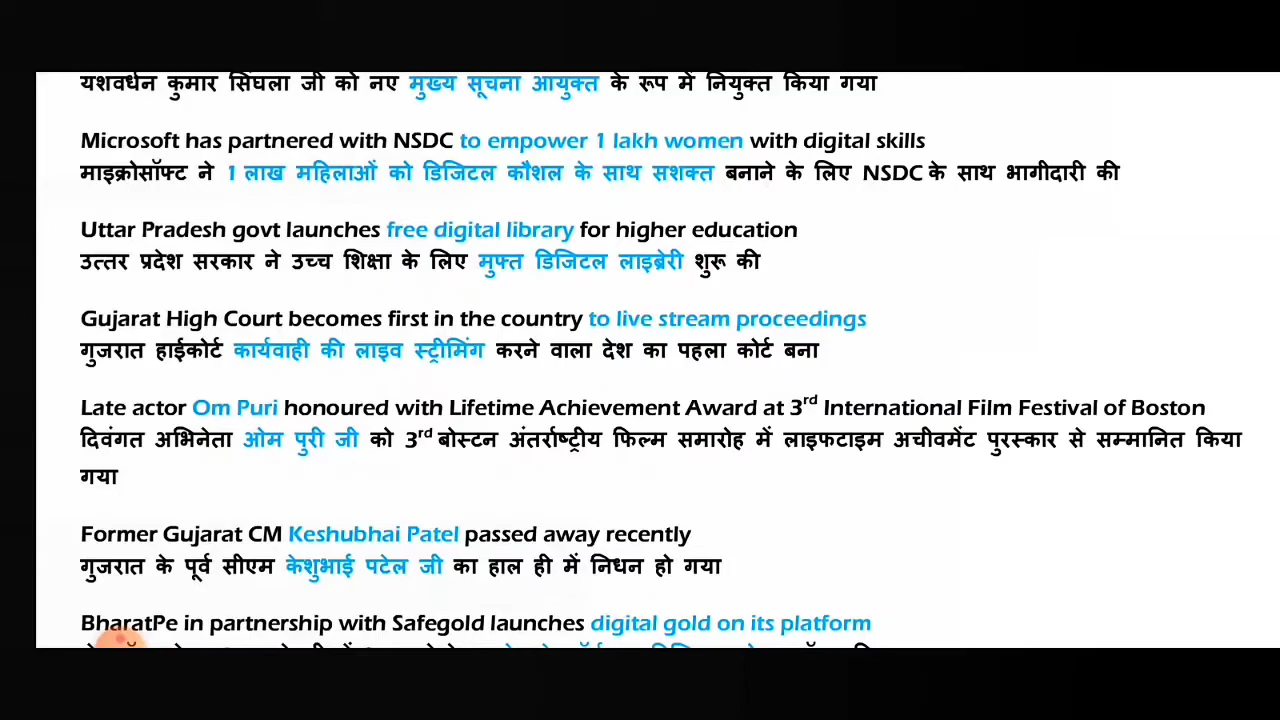 यशवर्धन कुमार सिंघला जी को नए मुख्य सूचना आयुक्त के रूप में नियुक्त किया गया
Microsoft has partnered with NSDC to empower 1 lakh women with digital skills
माइक्रोसॉफ्ट ने 1 लाख महिलाओं को डिजिटल कौशल के साथ सशक्त बनाने के लिए NSDC के साथ भागीदारी की
Uttar Pradesh govt launches free digital library for higher education
उत्तर प्रदेश सरकार ने उच्च शिक्षा के लिए मुफ्त डिजिटल लाइब्रेरी शुरू की
Gujarat High Court becomes first in the country to live stream proceedings
गुजरात हाईकोर्ट कार्यवाही की लाइव स्ट्रीमिंग करने वाला देश का पहला कोर्ट बना
Late actor Om Puri honoured with Lifetime Achievement Award at 3rd International Film Festival of Boston
दिवंगत अभिनेता ओम पुरी जी को 3rd बोस्टन अंतर्राष्ट्रीय फिल्म समारोह में लाइफटाइम अचीवमेंट पुरस्कार से सम्मानित किया
गया
Former Gujarat CM Keshubhai Patel passed away recently
गुजरात के पूर्व सीएम केशुभाई पटेल जी का हाल ही में निधन हो गया
BharatPe in partnership with Safegold launches digital gold on its platform